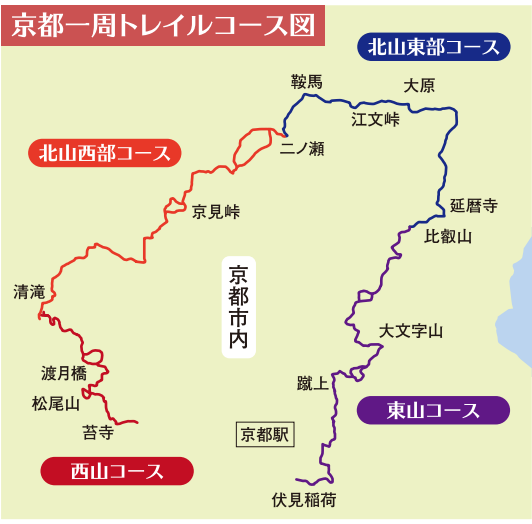 京都一周トレイルコース図
北山東部コース
鞍馬
大原
江文峠
二ノ瀬
北山西部コース
京見峠
延暦寺
比叡山
京都市内
清滝
大文字山
渡月橋
蹴上
松尾山
東山コース
苔寺
京都駅
西山コース
伏見稲荷